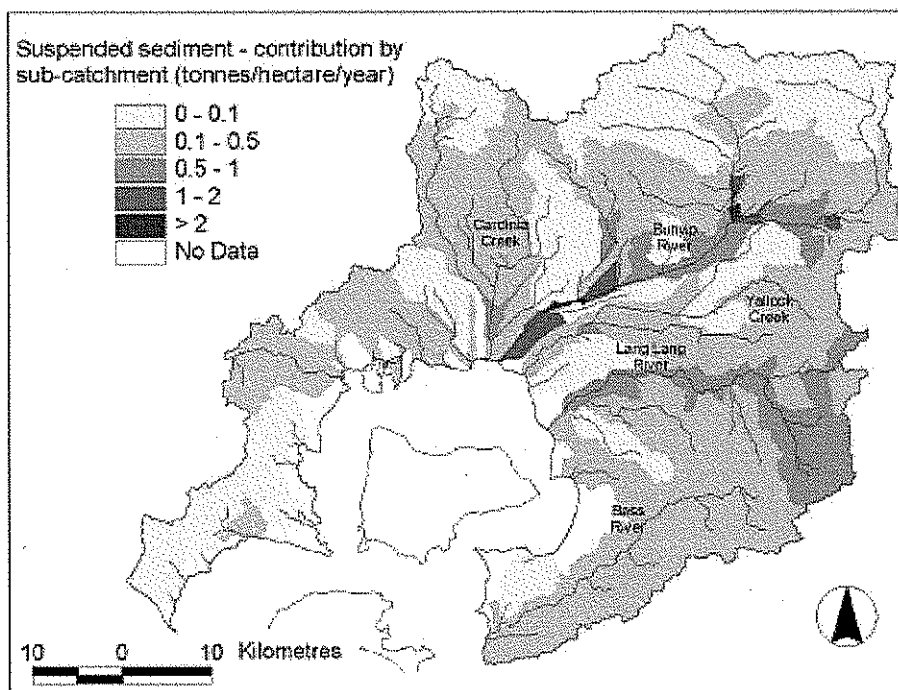 Suspended sediment - contribution by
sub-catchment (tonnes/hectare/year)
0 - 0.1
0.1 - 0.5
0.5 - 1
1 - 2
> 2
No Data
Cardinia
Creek
Bunyip
River
Yallock
Creek
Lang Lang
River
Bass
River
10 0 10 Kilometres